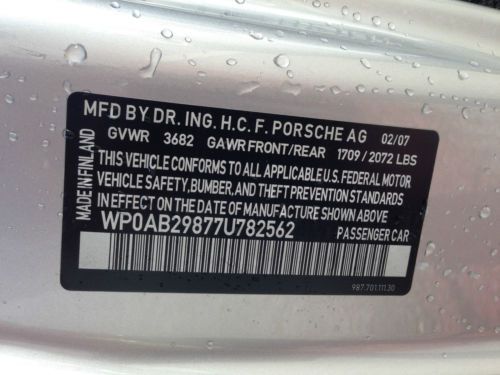 MFD BY DR. ING. H.C. F. PORSCHE AG 02/07
GVWR 3682 GAWR FRONT/REAR 1709/2072 LBS
THIS VEHICLE CONFORMS TO ALL APPLICABLE U.S. FEDERAL MOTOR
VEHICLE SAFETY, BUMPER, AND THEFT PREVENTION STANDARDS
IN EFFECT ON THE DATE OF MANUFACTURE SHOWN ABOVE.
WP0AB29877U782562 PASSENGER CAR
987.701.111.30
MADE IN FINLAND